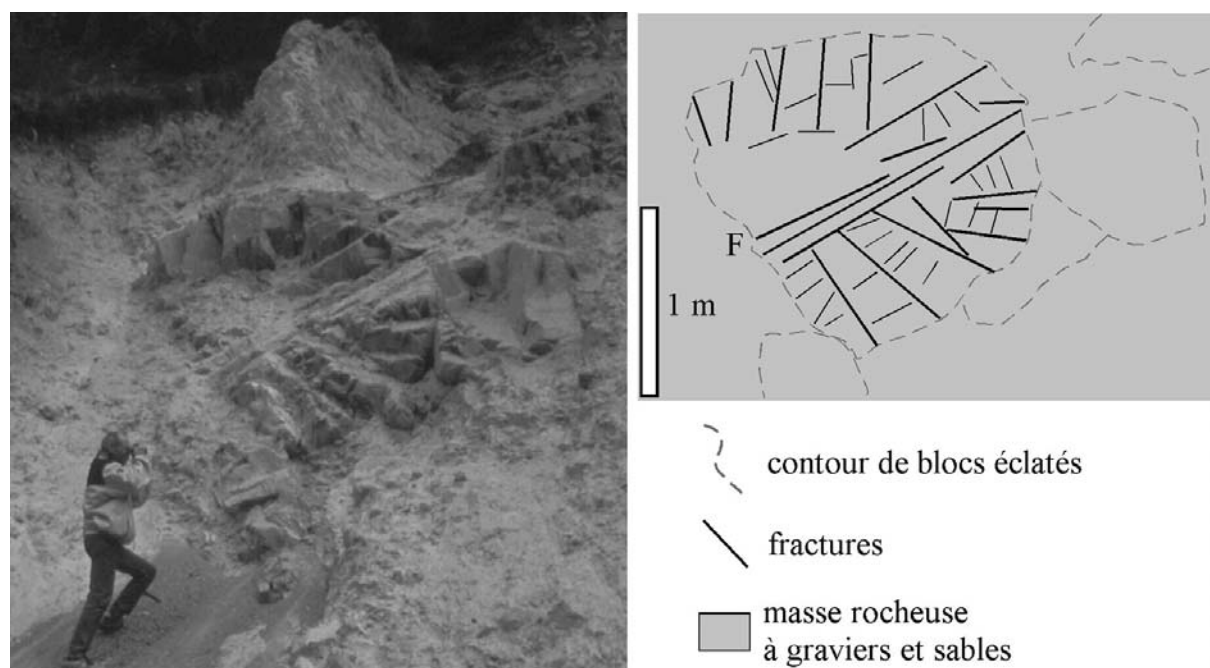 F
1 m
contour de blocs éclatés
fractures
masse rocheuse
à graviers et sables